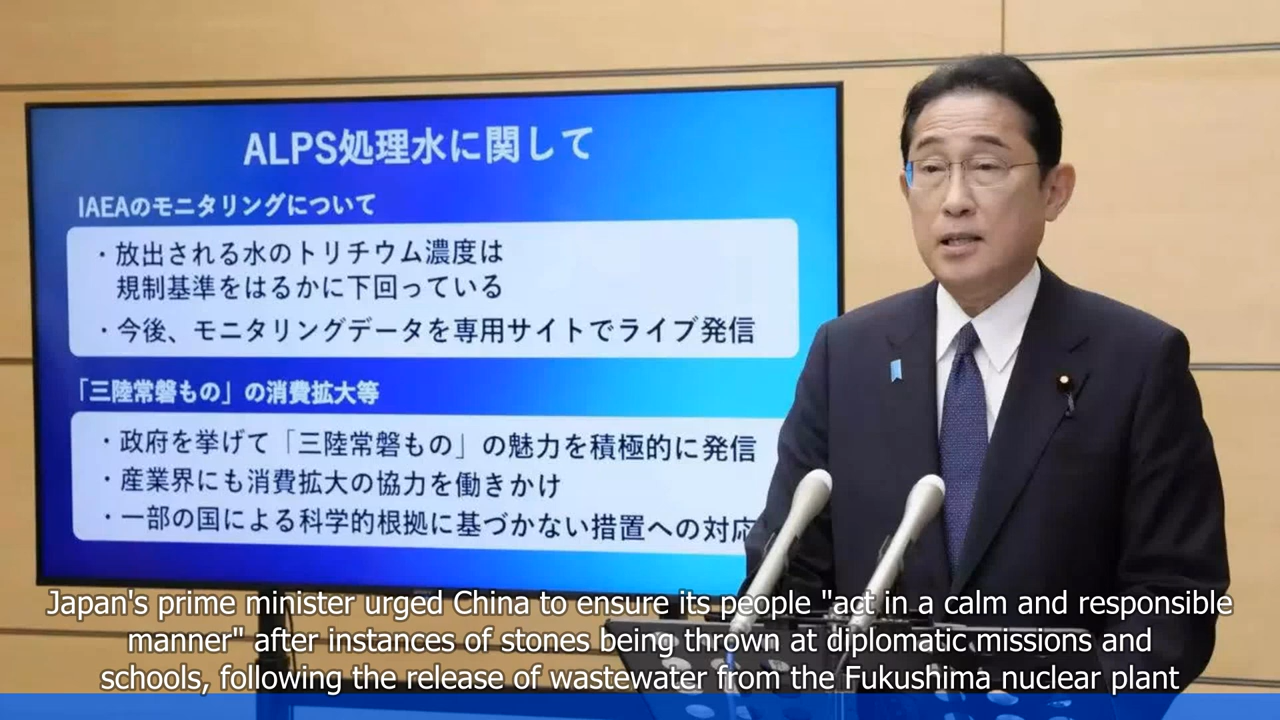 ALPS処理水に関して
IAEAのモニタリングについて
・放出される水のトリチウム濃度は
規制基準をはるかに下回っている
・今後、モニタリングデータを専用サイトでライブ発信
「三陸常磐もの」の消費拡大等
・政府を挙げて「三陸常磐もの」の魅力を積極的に発信
・産業界にも消費拡大の協力を働きかけ
・一部の国による科学的根拠に基づかない措置への対応
Japan's prime minister urged China to ensure its people "act in a calm and responsible
manner" after instances of stones being thrown at diplomatic missions and
schools, following the release of wastewater from the Fukushima nuclear plant